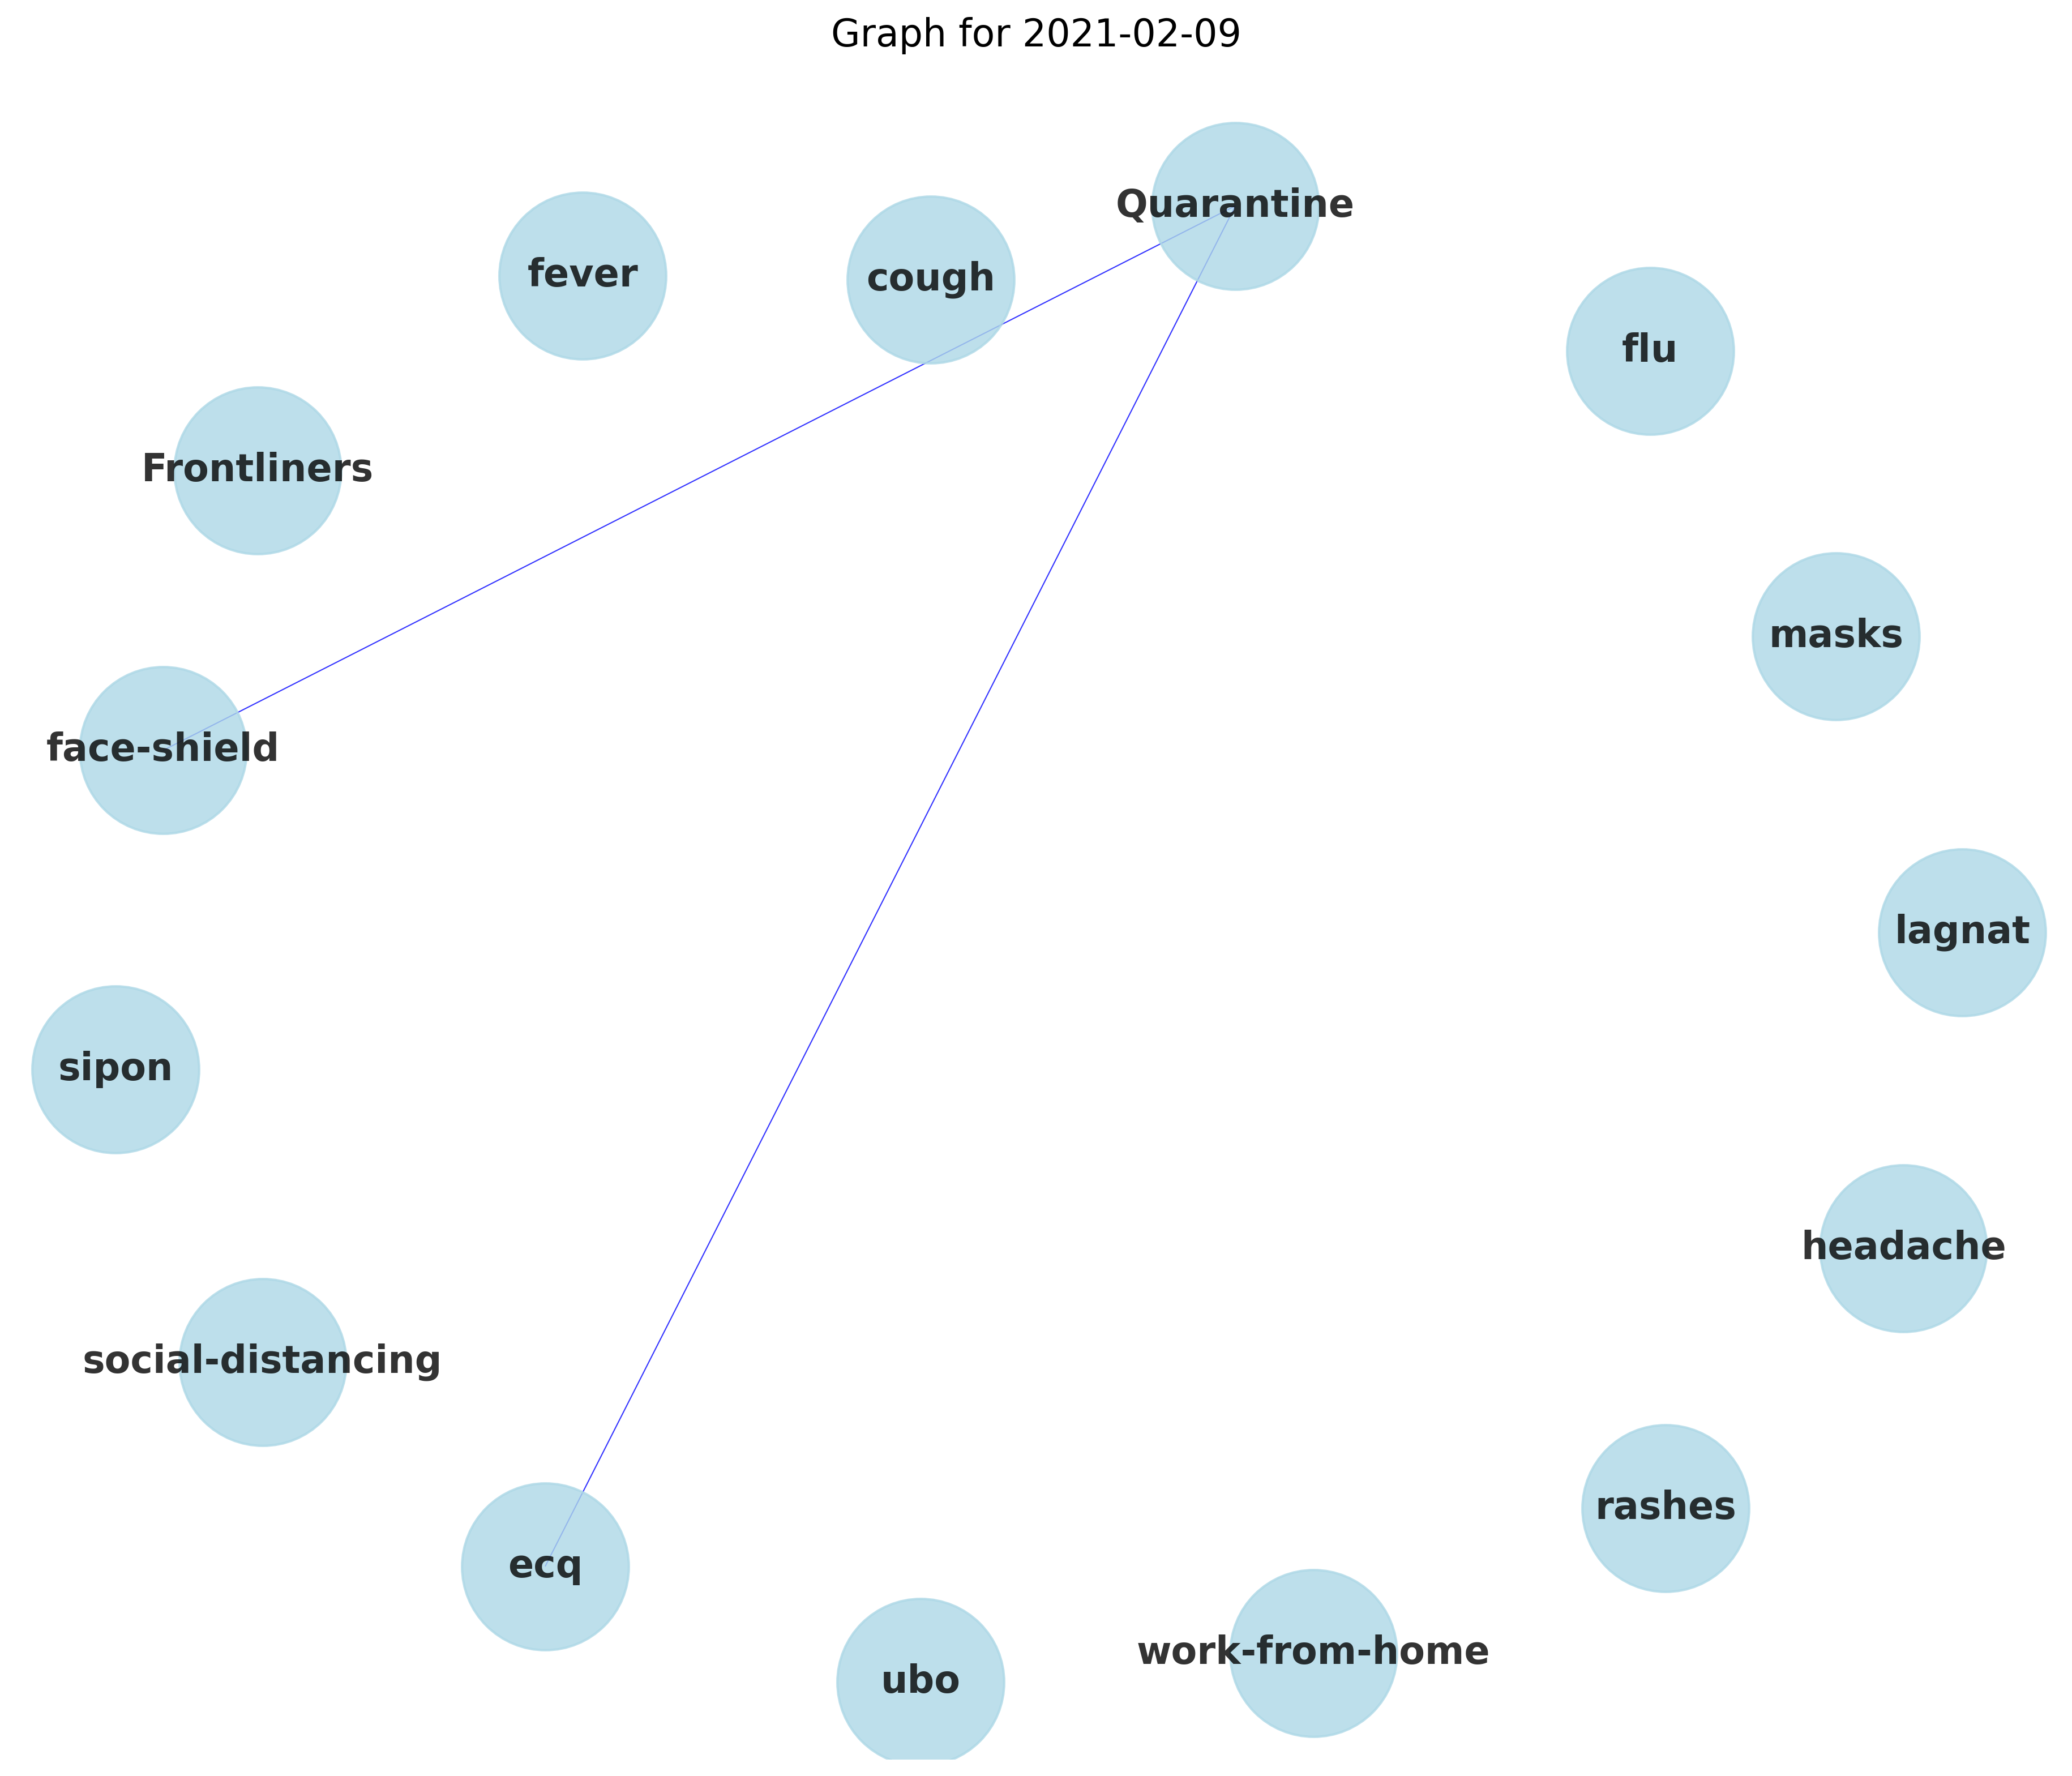 Graph for 2021-02-09
Quarantine
fever
cough
flu
Frontliners
masks
face-shield
lagnat
sipon
headache
social-distancing
rashes
ecq
work-from-home
ubo